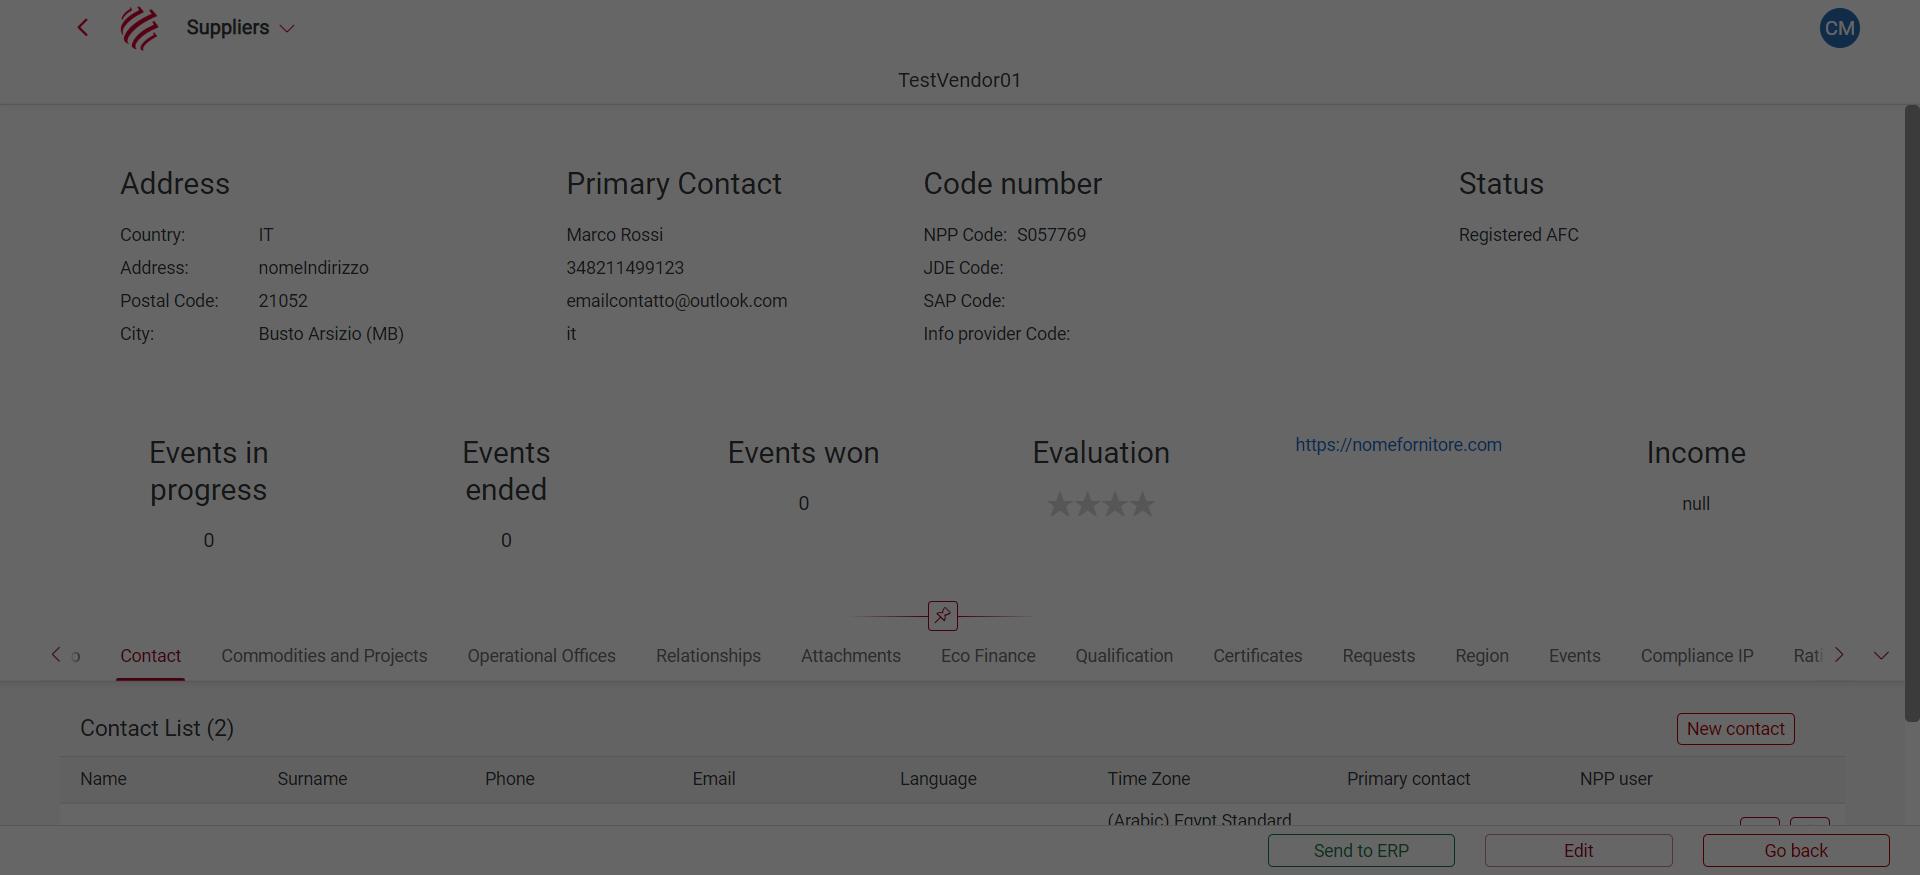 Suppliers
CM
TestVendor01
Address
Country: IT
Address: nomeIndirizzo
Postal Code: 21052
City: Busto Arsizio (MB)
Primary Contact
Marco Rossi
348211499123
emailcontatto@outlook.com
it
Code number
NPP Code: S057769
JDE Code:
SAP Code:
Info provider Code:
Status
Registered AFC
Events in
progress
0
Events
ended
0
Events won
0
Evaluation
https://nomefornitore.com
Income
null
o Contact Commodities and Projects Operational Offices Relationships Attachments Eco Finance Qualification Certificates Requests Region Events Compliance IP Rati
Contact List (2)
New contact
Name Surname Phone Email Language Time Zone Primary contact NPP user
(Arabic) Egypt Standard
Send to ERP Edit Go back